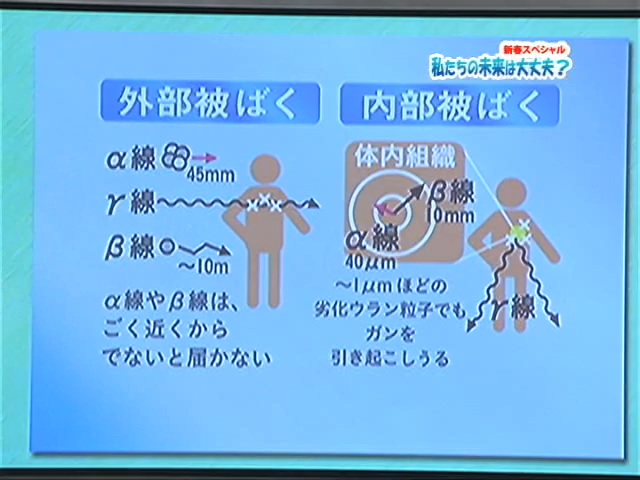 新春スペシャル
私たちの未来は大丈夫？
外部被ばく
α線
45mm
γ線
β線
～10m
α線やβ線は、
ごく近くから
でないと届かない
内部被ばく
体内組織
β線
10mm
α線
40μm
γ線
～1μmほどの
劣化ウラン粒子でも
ガンを
引き起こしうる